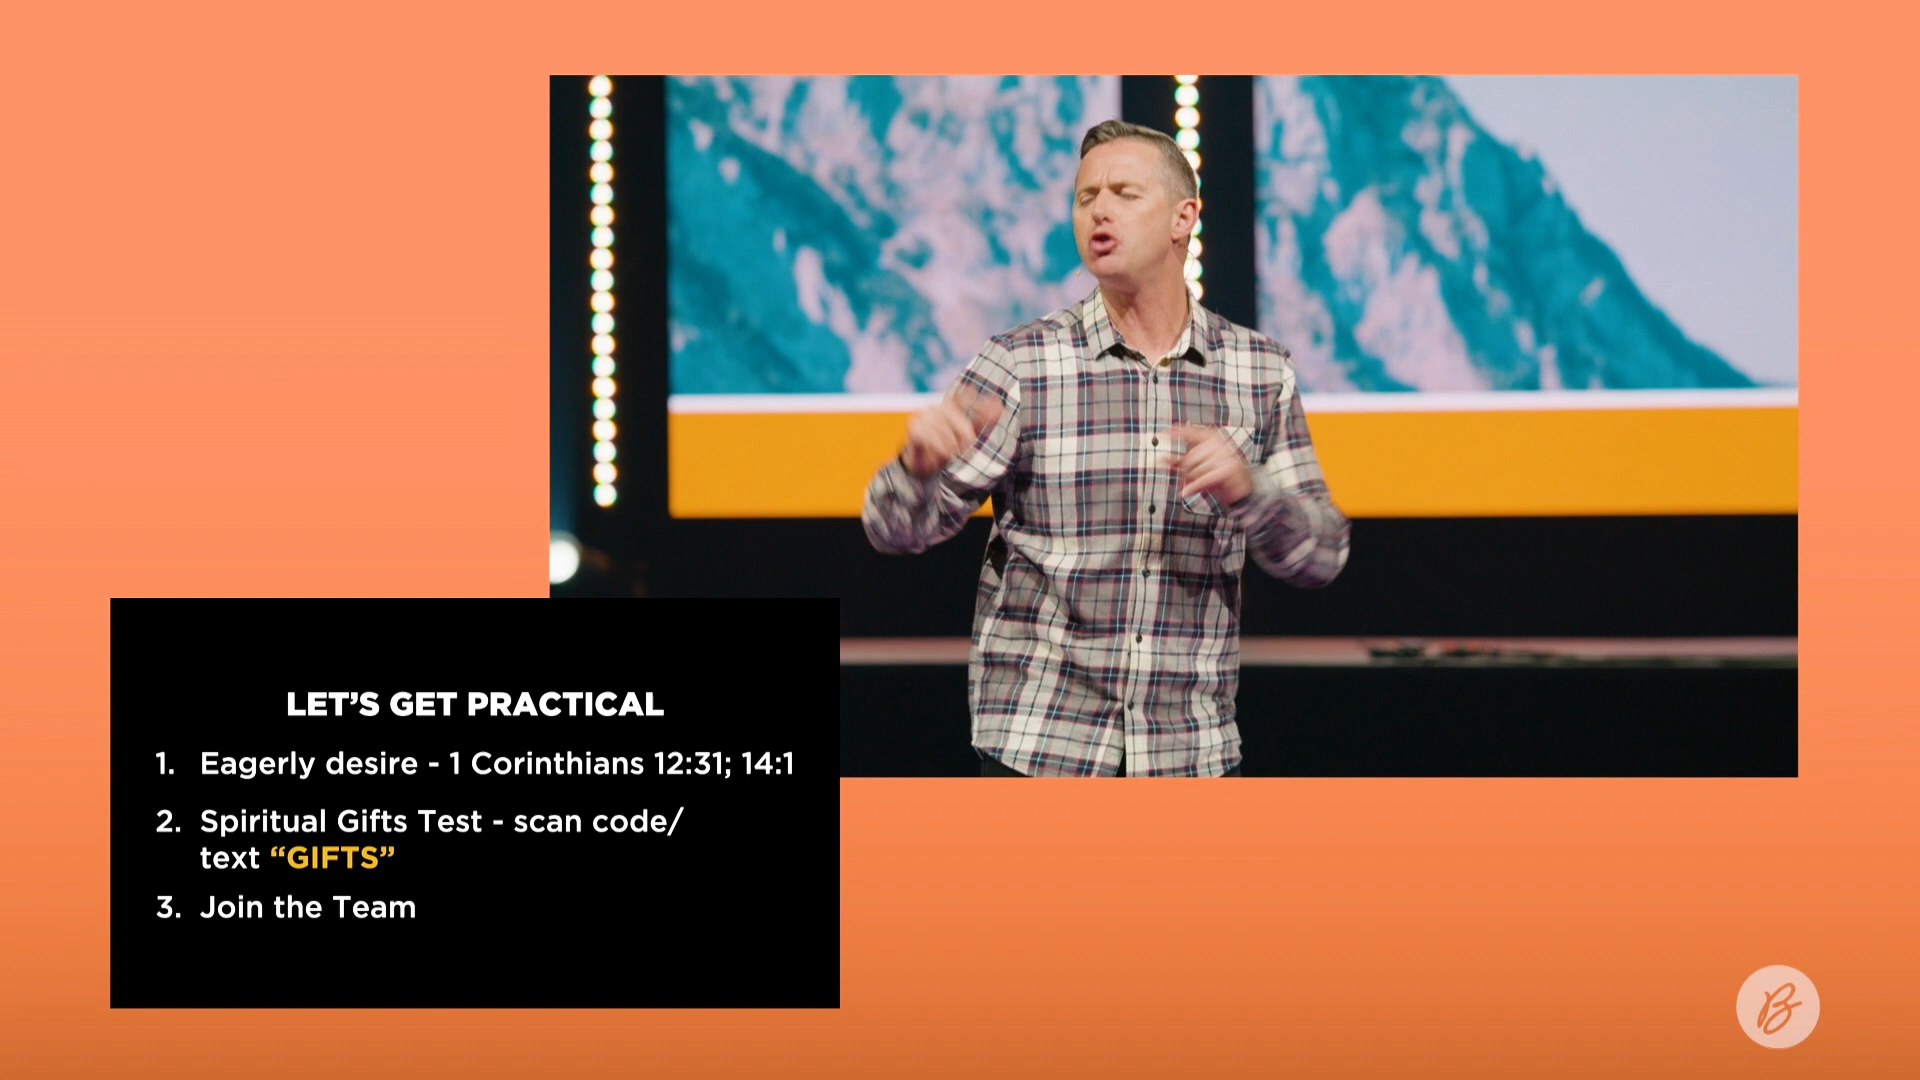 LET’S GET PRACTICAL
1. Eagerly desire - 1 Corinthians 12:31; 14:1
2. Spiritual Gifts Test - scan code/
text “GIFTS”
3. Join the Team
B